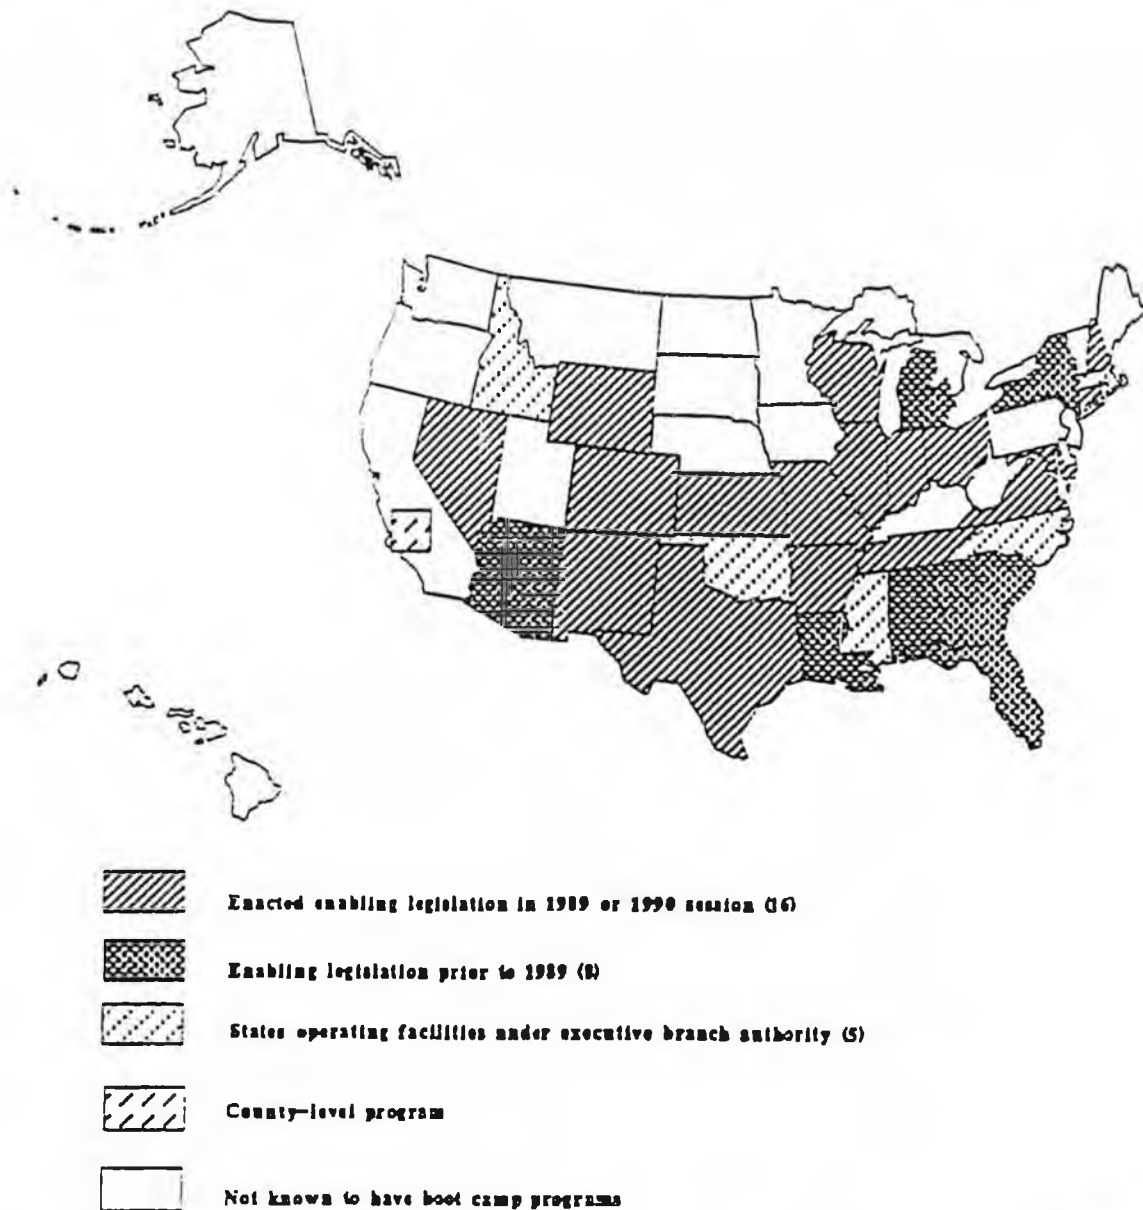 Enacted enabling legislation in 1989 or 1990 session (16)
Enabling legislation prior to 1989 (8)
States operating facilities under executive branch authority (5)
County-level program
Not known to have boot camp programs